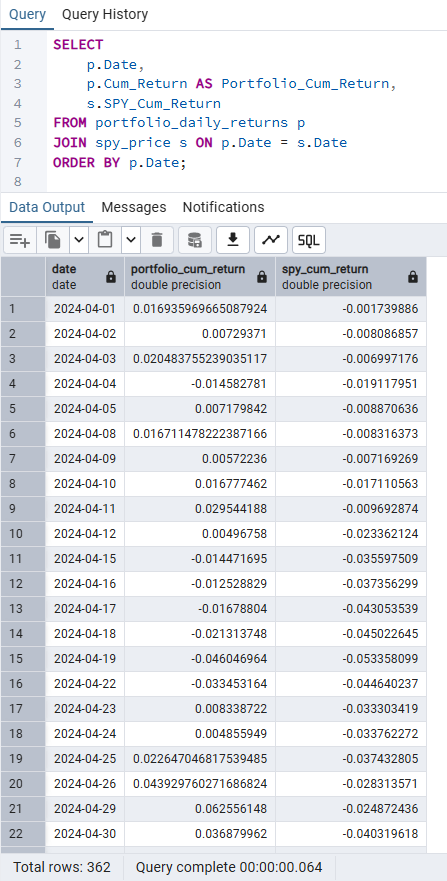 Query Query History
1 SELECT
2 p.Date,
3 p.Cum_Return AS Portfolio_Cum_Return,
4 s.SPY_Cum_Return
5 FROM portfolio_daily_returns p
6 JOIN spy_price s ON p.Date = s.Date
7 ORDER BY p.Date;
8
Data Output Messages Notifications
SQL
date portfolio_cum_return spy_cum_return
date double precision double precision
1 2024-04-01 0.016935969665087924 -0.001739886
2 2024-04-02 0.00729371 -0.008086857
3 2024-04-03 0.020483755239035117 -0.006997176
4 2024-04-04 -0.014582781 -0.019117951
5 2024-04-05 0.007179842 -0.008870636
6 2024-04-08 0.016711478222387166 -0.008316373
7 2024-04-09 0.00572236 -0.007169269
8 2024-04-10 0.016777462 -0.017110563
9 2024-04-11 0.029544188 -0.009692874
10 2024-04-12 0.00496758 -0.023362124
11 2024-04-15 -0.014471695 -0.035597509
12 2024-04-16 -0.012528829 -0.037356299
13 2024-04-17 -0.01678804 -0.043053539
14 2024-04-18 -0.021313748 -0.045022645
15 2024-04-19 -0.046046964 -0.053358099
16 2024-04-22 -0.033453164 -0.044640237
17 2024-04-23 0.008338722 -0.033303419
18 2024-04-24 0.004855949 -0.033762272
19 2024-04-25 0.022647046817539485 -0.037432805
20 2024-04-26 0.043929760271686824 -0.028313571
21 2024-04-29 0.062556148 -0.024872436
22 2024-04-30 0.036879962 -0.040319618
Total rows: 362 Query complete 00:00:00.064